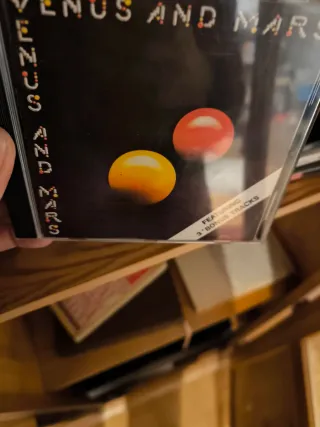 VENUS AND MARS
VENUS AND MARS
FEATURING
3 BONUS TRACKS